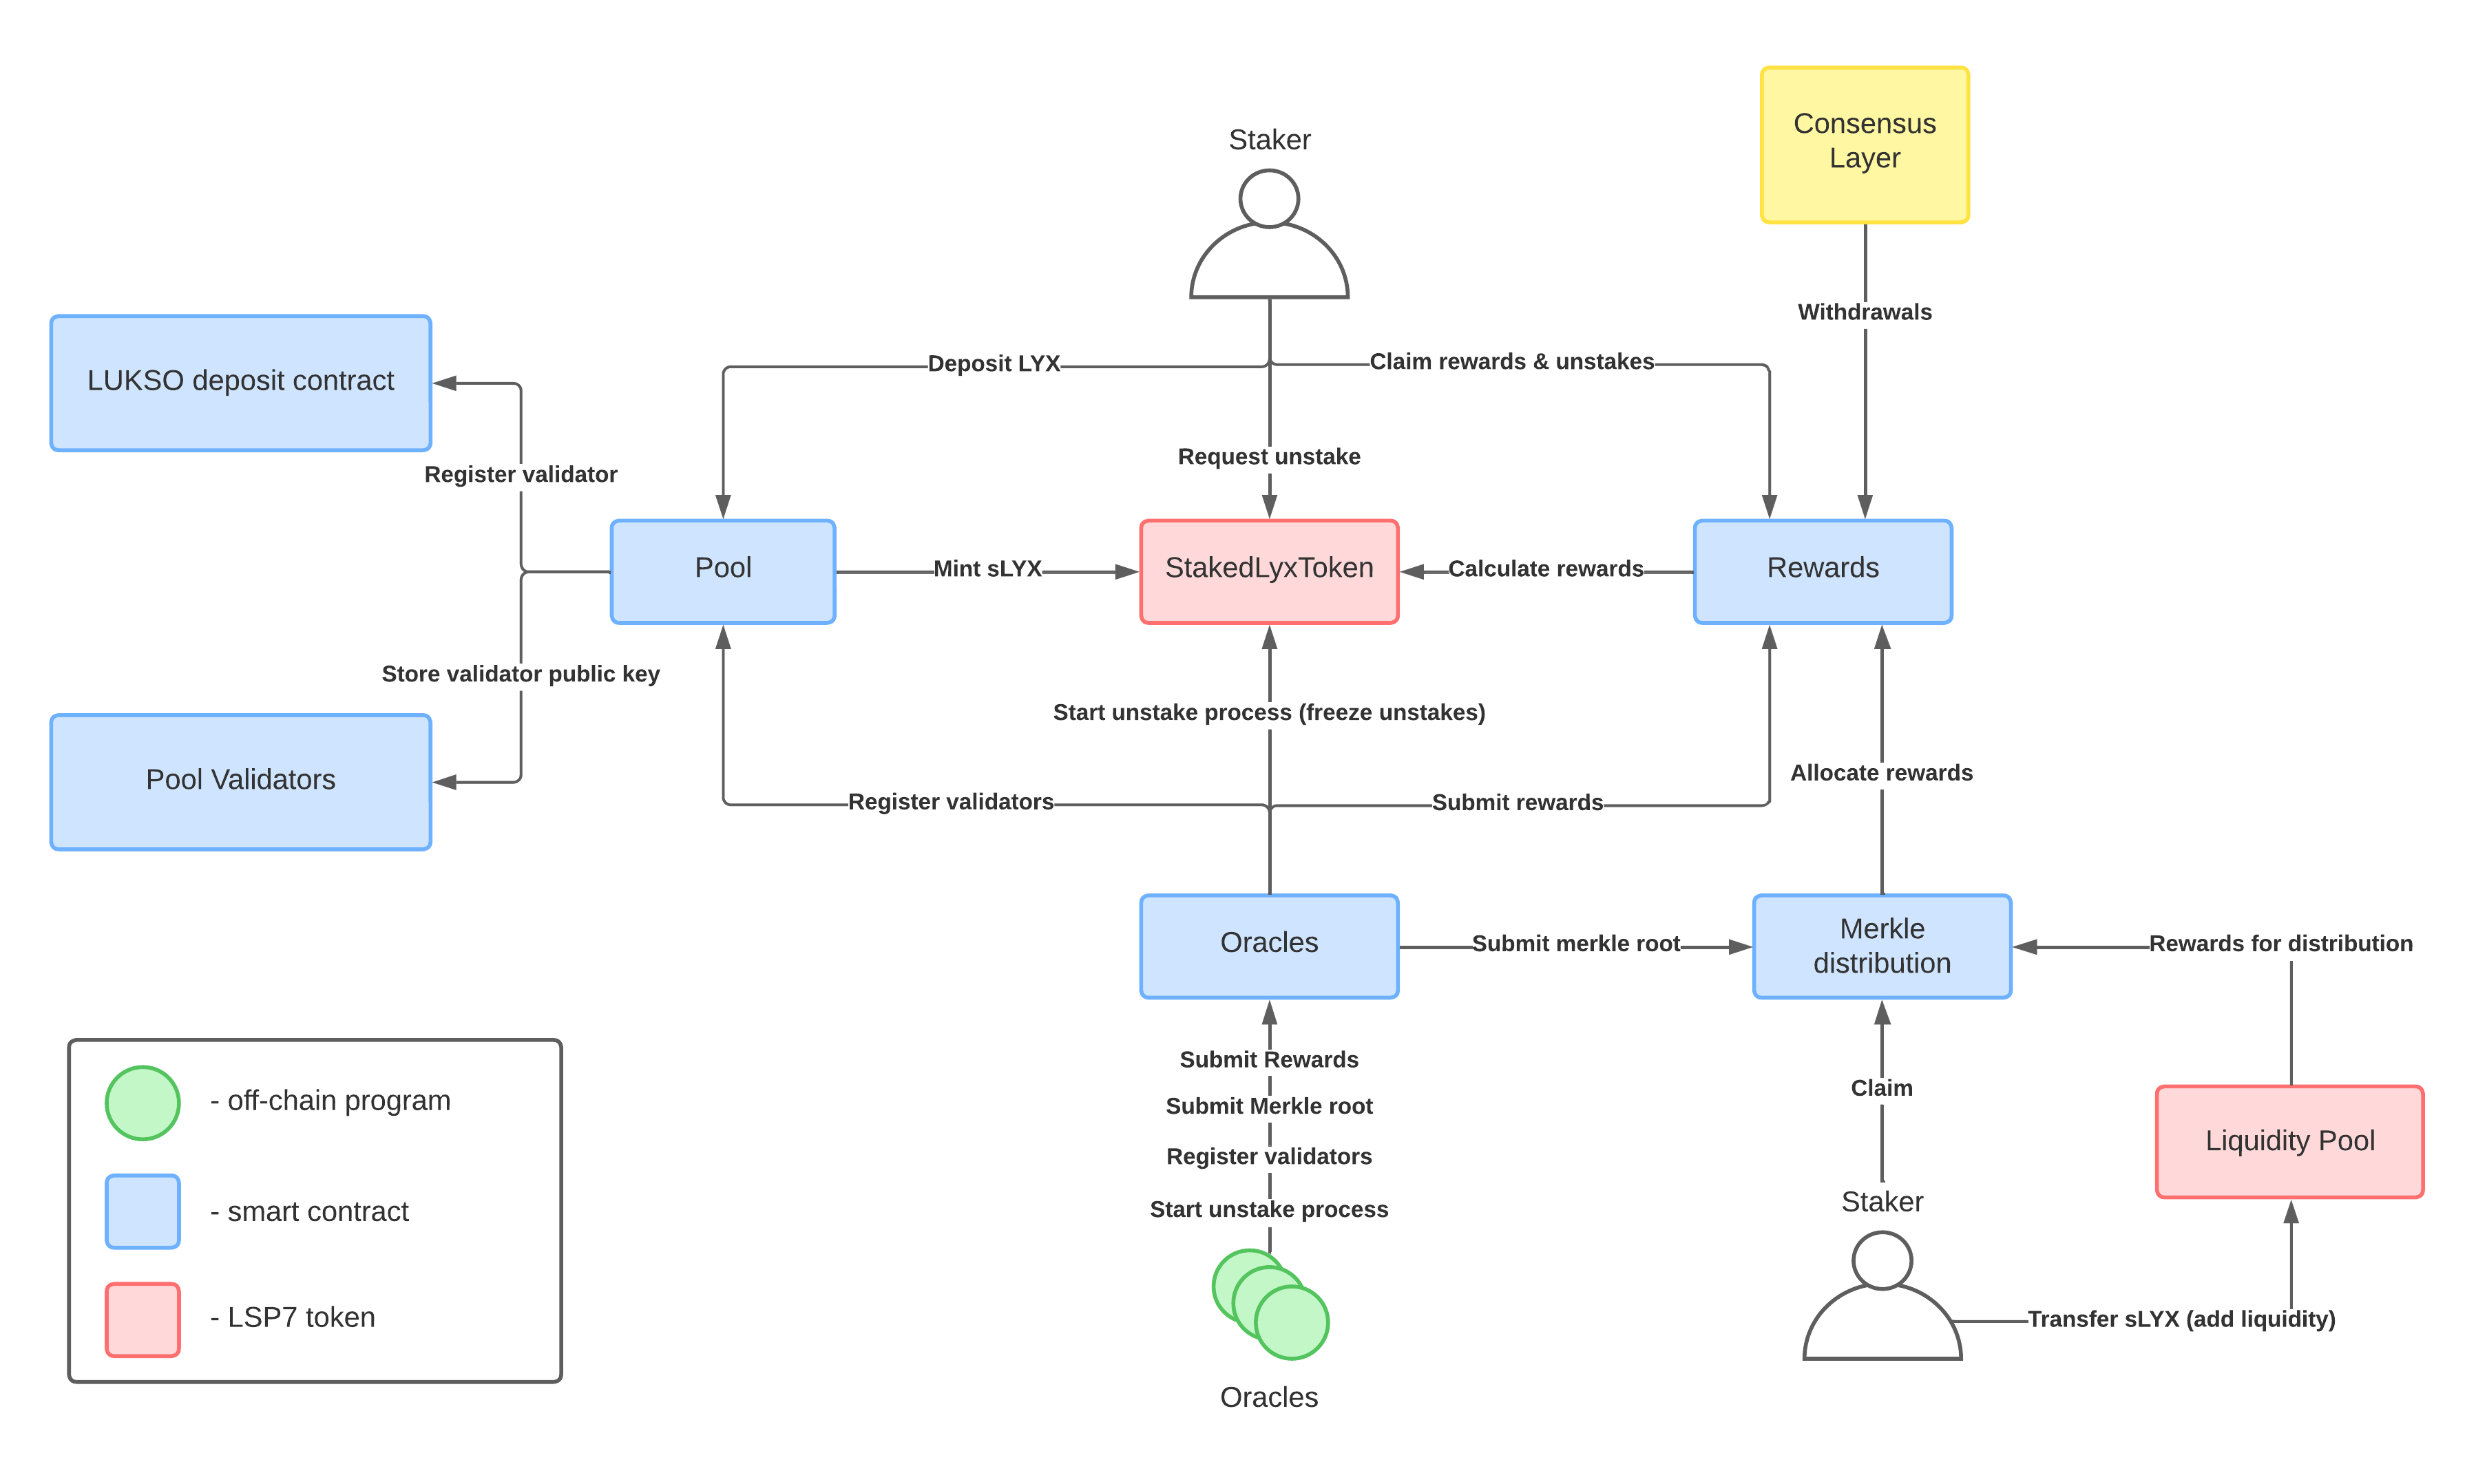 Consensus
Layer
Staker
Withdrawals
Deposit LYX
Claim rewards & unstakes
LUKSO deposit contract
Request unstake
Register validator
Pool
Mint sLYX
StakedLyxToken
Calculate rewards
Rewards
Store validator public key
Start unstake process (freeze unstakes)
Pool Validators
Allocate rewards
Register validators
Submit rewards
Oracles
Submit merkle root
Merkle
distribution
Rewards for distribution
Submit Rewards
Submit Merkle root
Register validators
Start unstake process
Claim
Liquidity Pool
Staker
Transfer sLYX (add liquidity)
Oracles
- off-chain program
- smart contract
- LSP7 token